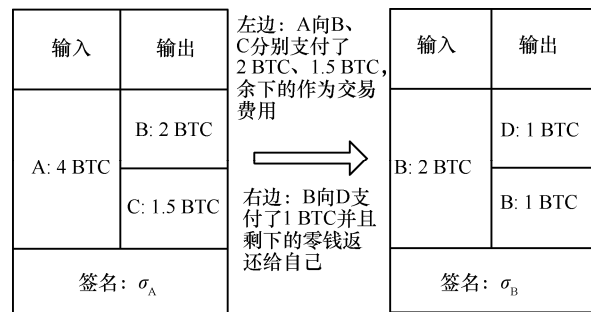 输入
输出
A: 4 BTC
B: 2 BTC
C: 1.5 BTC
签名：σA
左边：A向B、
C分别支付了
2 BTC、1.5 BTC，
余下的作为交易
费用
右边：B向D支
付了1 BTC并且
剩下的零钱返
还给自己
输入
输出
B: 2 BTC
D: 1 BTC
B: 1 BTC
签名：σB